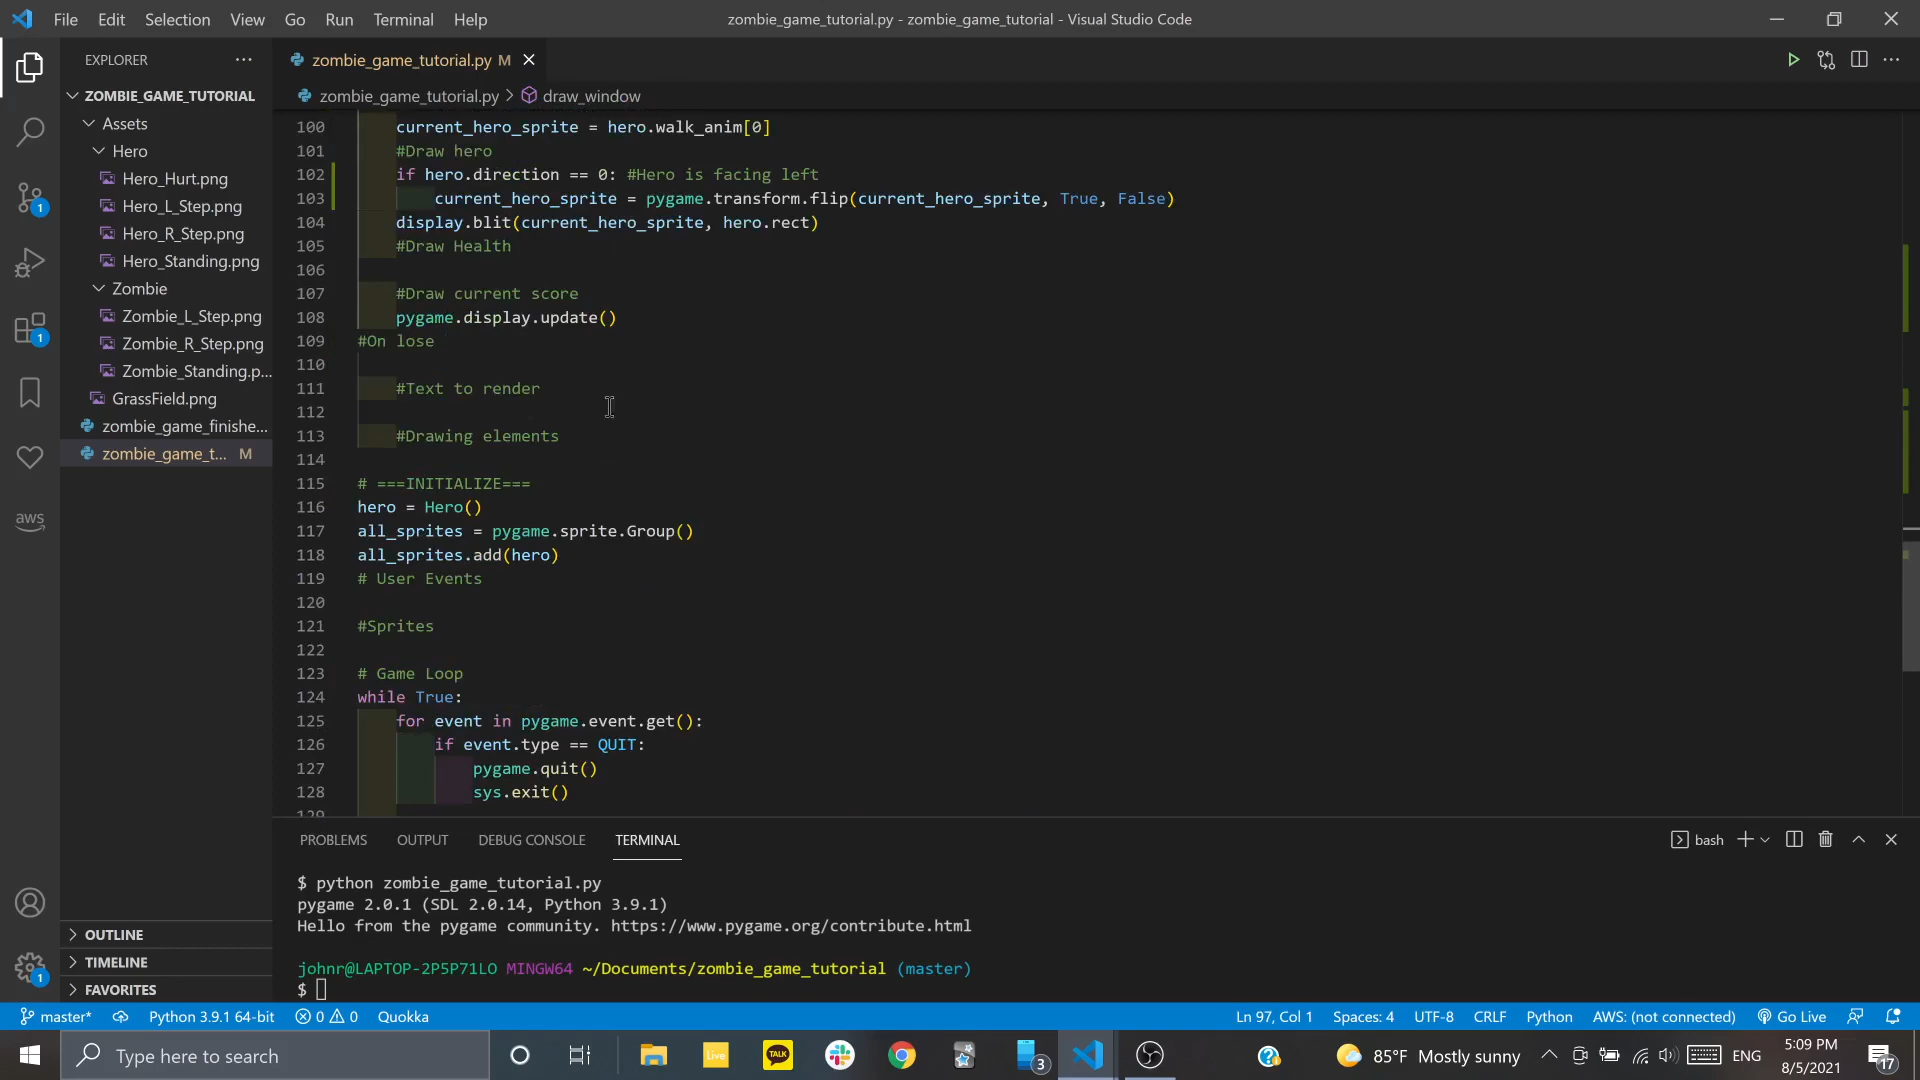 File Edit Selection View Go Run Terminal Help
zombie_game_tutorial.py - zombie_game_tutorial - Visual Studio Code
EXPLORER ···
ZOMBIE_GAME_TUTORIAL
Assets
Hero
Hero_Hurt.png
Hero_L_Step.png
Hero_R_Step.png
Hero_Standing.png
Zombie
Zombie_L_Step.png
Zombie_R_Step.png
Zombie_Standing.p...
GrassField.png
zombie_game_finishe...
zombie_game_t... M
OUTLINE
TIMELINE
FAVORITES
1
1
aws
1
zombie_game_tutorial.py M
zombie_game_tutorial.py > draw_window
100 current_hero_sprite = hero.walk_anim[0]
101 #Draw hero
102 if hero.direction == 0: #Hero is facing left
103 current_hero_sprite = pygame.transform.flip(current_hero_sprite, True, False)
104 display.blit(current_hero_sprite, hero.rect)
105 #Draw Health
106
107 #Draw current score
108 pygame.display.update()
109 #On lose
110
111 #Text to render
112
113 #Drawing elements
114
115 # ===INITIALIZE===
116 hero = Hero()
117 all_sprites = pygame.sprite.Group()
118 all_sprites.add(hero)
119 # User Events
120
121 #Sprites
122
123 # Game Loop
124 while True:
125 for event in pygame.event.get():
126 if event.type == QUIT:
127 pygame.quit()
128 sys.exit()
129
PROBLEMS OUTPUT DEBUG CONSOLE TERMINAL
bash
$ python zombie_game_tutorial.py
pygame 2.0.1 (SDL 2.0.14, Python 3.9.1)
Hello from the pygame community. https://www.pygame.org/contribute.html
johnr@LAPTOP-2P5P71LO MINGW64 ~/Documents/zombie_game_tutorial (master)
$
master* Python 3.9.1 64-bit 0 0 Quokka
Ln 97, Col 1 Spaces: 4 UTF-8 CRLF Python AWS: (not connected) Go Live
Type here to search
Live
TALK
3
85°F Mostly sunny
ENG
5:09 PM
8/5/2021
17